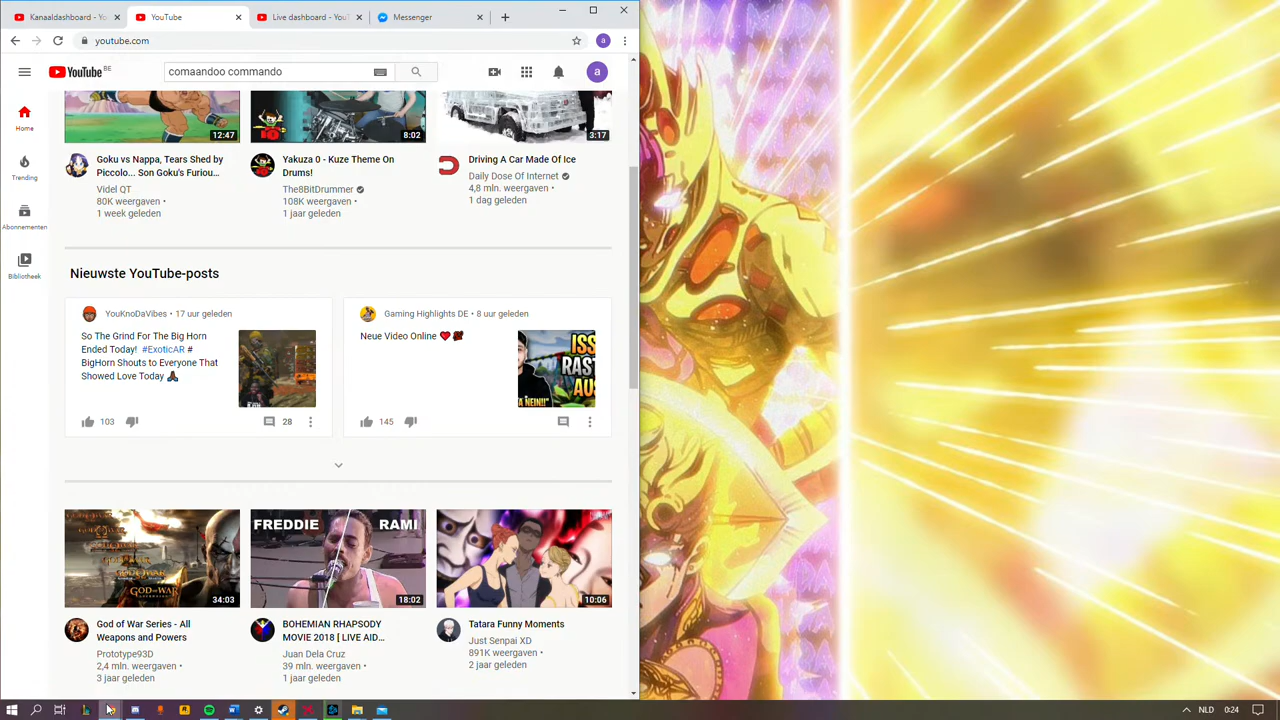 Kanaaldashboard - Yo
YouTube
Live dashboard - YouT
Messenger
youtube.com
YouTube BE
comaandoo commando
a
a
Home
Trending
Abonnementen
Bibliotheek
12:47
8:02
3:17
Goku vs Nappa, Tears Shed by
Piccolo... Son Goku's Furiou...
Videl QT
80K weergaven •
1 week geleden
Yakuza 0 - Kuze Theme On
Drums!
The8BitDrummer
108K weergaven •
1 jaar geleden
Driving A Car Made Of Ice
Daily Dose Of Internet
4,8 mln. weergaven •
1 dag geleden
Nieuwste YouTube-posts
YouKnoDaVibes • 17 uur geleden
So The Grind For The Big Horn
Ended Today! #ExoticAR #
BigHorn Shouts to Everyone That
Showed Love Today
103
28
Gaming Highlights DE • 8 uur geleden
Neue Video Online
ISS
RAST
AUS
A NEIN!!"
145
GOD OF WAR
34:03
FREDDIE
RAMI
18:02
10:06
God of War Series - All
Weapons and Powers
Prototype93D
2,4 mln. weergaven •
3 jaar geleden
BOHEMIAN RHAPSODY
MOVIE 2018 [ LIVE AID...
Juan Dela Cruz
39 mln. weergaven •
1 jaar geleden
Tatara Funny Moments
Just Senpai XD
891K weergaven •
2 jaar geleden
NLD
0:24